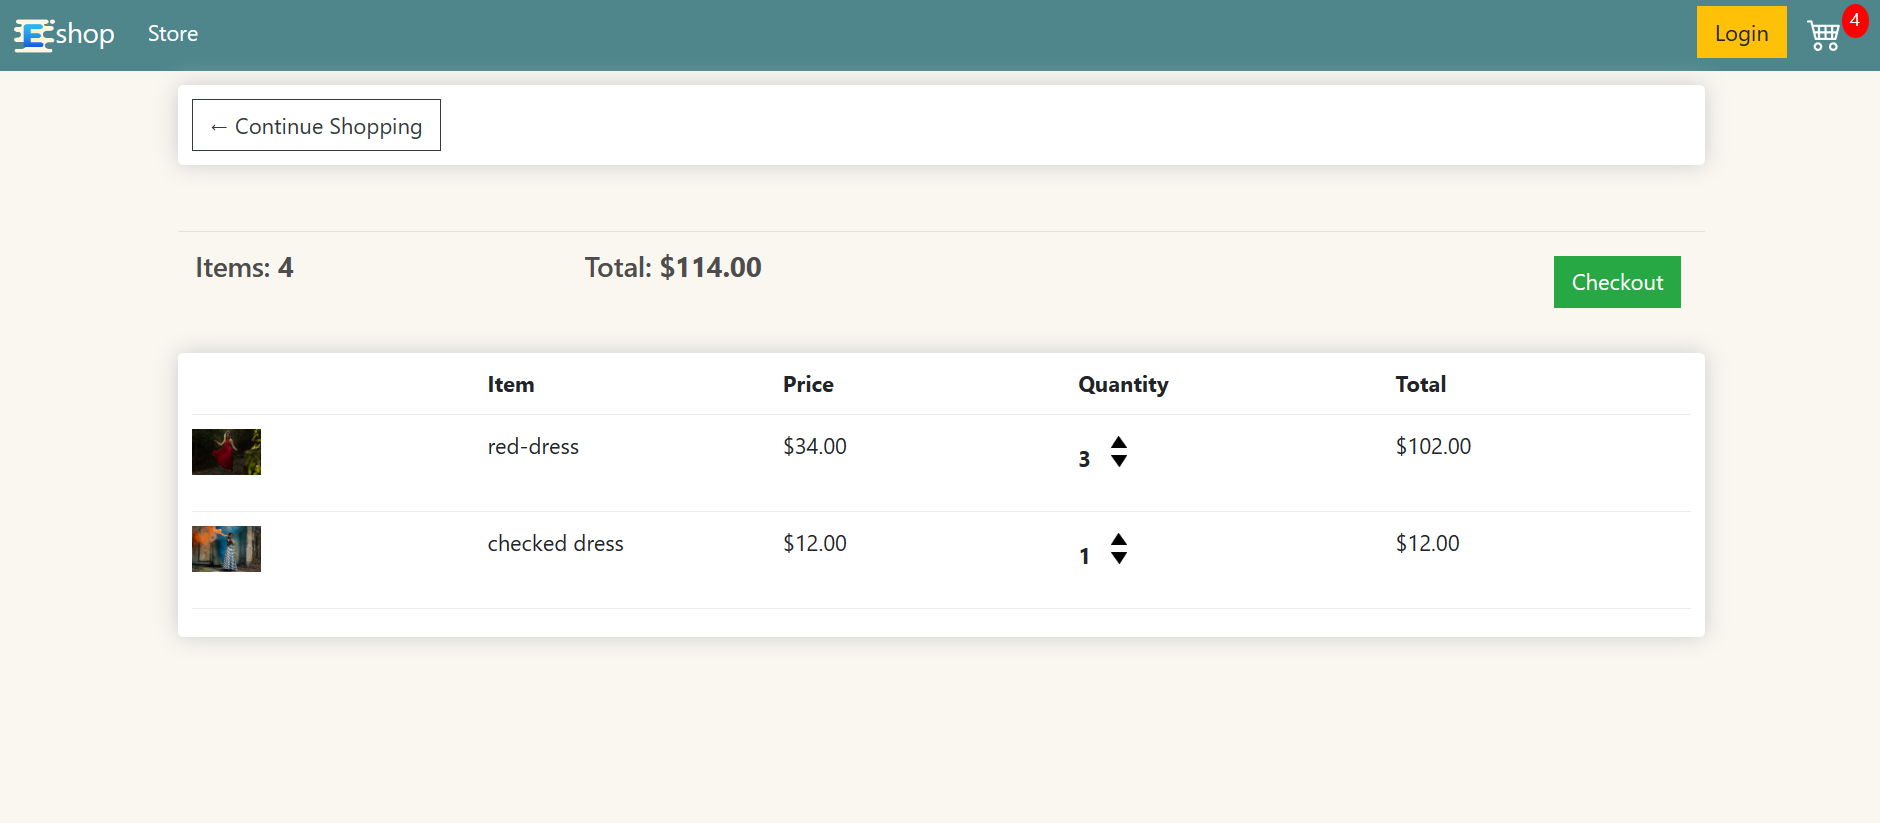 Eshop Store Login 4
← Continue Shopping
Items: 4 Total: $114.00 Checkout
Item Price Quantity Total
red-dress $34.00 3 $102.00
checked dress $12.00 1 $12.00